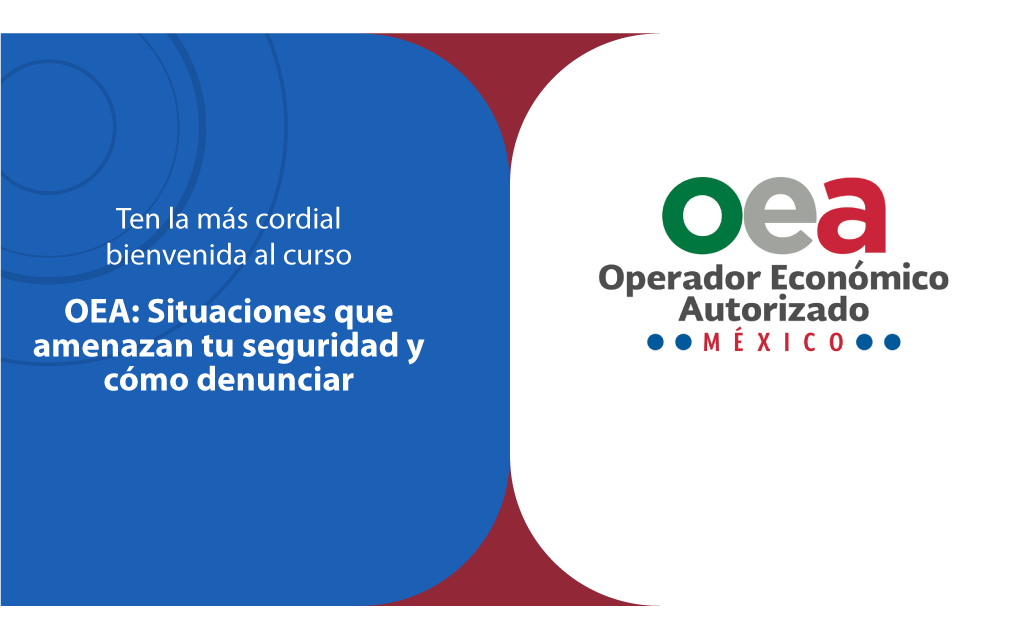 Ten la más cordial
bienvenida al curso
OEA: Situaciones que
amenazan tu seguridad y
cómo denunciar
oea
Operador Económico
Autorizado
MÉXICO